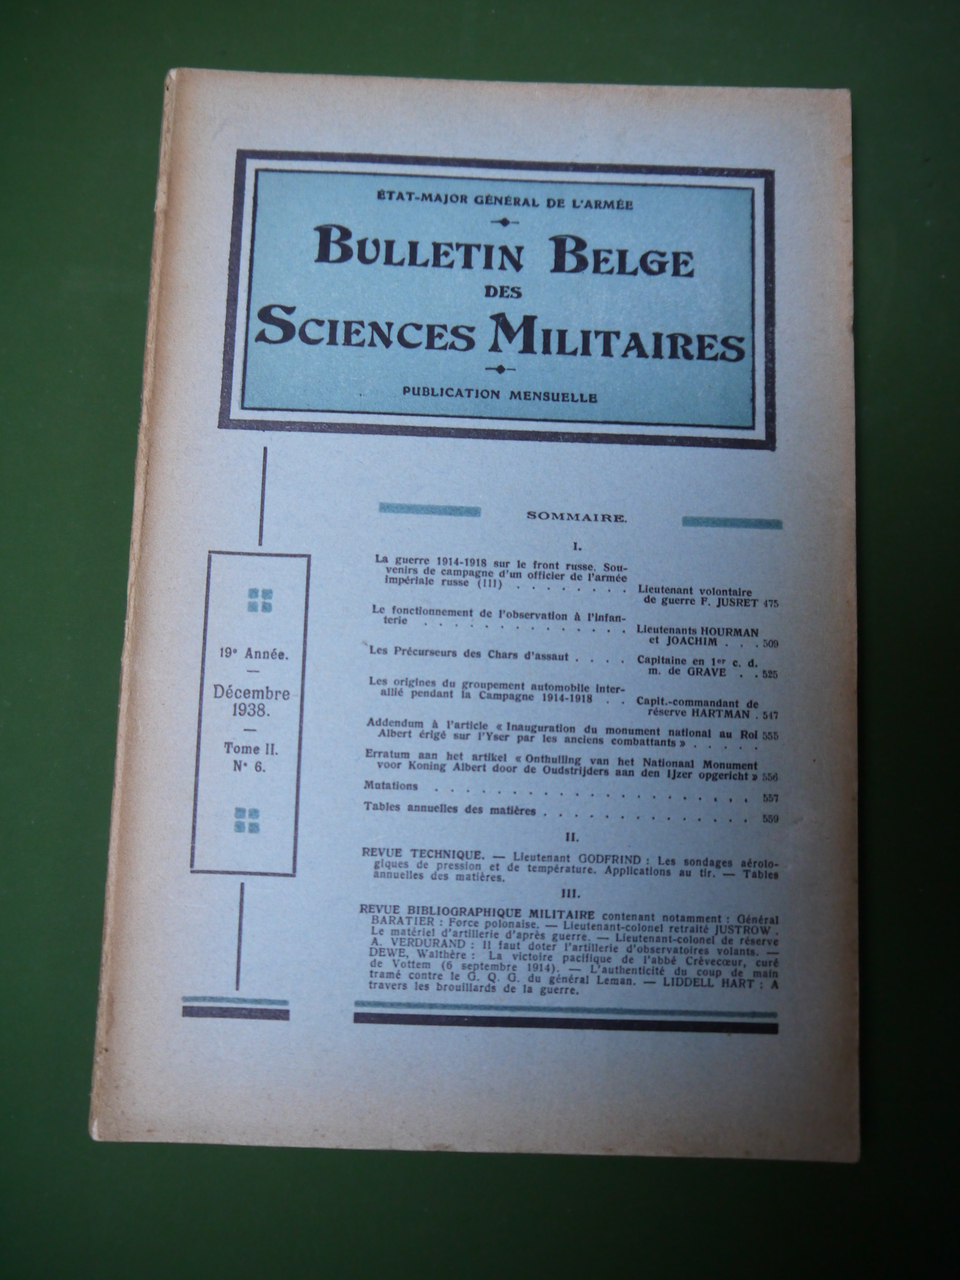 ÉTAT-MAJOR GÉNÉRAL DE L'ARMÉE
BULLETIN BELGE
DES
SCIENCES MILITAIRES
PUBLICATION MENSUELLE
19e Année.
Décembre
1938.
Tome II.
N° 6.
SOMMAIRE.
I.
La guerre 1914-1918 sur le front russe. Sou-
venirs de campagne d'un officier de l'armée
impériale russe (III) . . . . . . . .
Lieutenant volontaire
de guerre F. JUSRET 475
Le fonctionnement de l'observation à l'infan-
terie . . . . . . . . . . . . . .
Lieutenants HOURMAN
et JOACHIM . . . 509
Les Précurseurs des Chars d'assaut . . . .
Capitaine en 1er c. d.
m. de GRAVE . . 525
Les origines du groupement automobile inter-
allié pendant la Campagne 1914-1918 . .
Capit.-commandant de
réserve HARTMAN . 547
Addendum à l'article « Inauguration du monument national au Roi 555
Albert érigé sur l'Yser par les anciens combattants » . . . . .
Erratum aan het artikel « Onthulling van het Nationaal Monument
voor Koning Albert door de Oudstrijders aan den IJzer opgericht » 556
Mutations . . . . . . . . . . . . . . . . . . . 557
Tables annuelles des matières . . . . . . . . . . . . . 559
II.
REVUE TECHNIQUE. — Lieutenant GODFRIND : Les sondages aérolo-
giques de pression et de température. Applications au tir. — Tables
annuelles des matières.
III.
REVUE BIBLIOGRAPHIQUE MILITAIRE contenant notamment : Général
BARATIER : Force polonaise. — Lieutenant-colonel retraité JUSTROW .
Le matériel d'artillerie d'après guerre. — Lieutenant-colonel de réserve
A. VERDURAND : Il faut doter l'artillerie d'observatoires volants. —
DEWE, Walthère : La victoire pacifique de l'abbé Crèvecœur, curé
de Vottem (6 septembre 1914). — L'authenticité du coup de main
tramé contre le G. Q. G. du général Leman. — LIDDELL HART : A
travers les brouillards de la guerre.